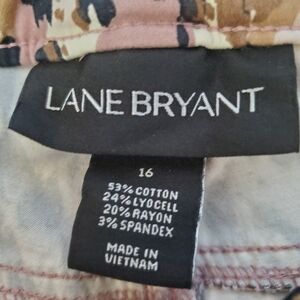 LANE BRYANT
16
53% COTTON
24% LYOCELL
20% RAYON
3% SPANDEX
MADE IN
VIETNAM